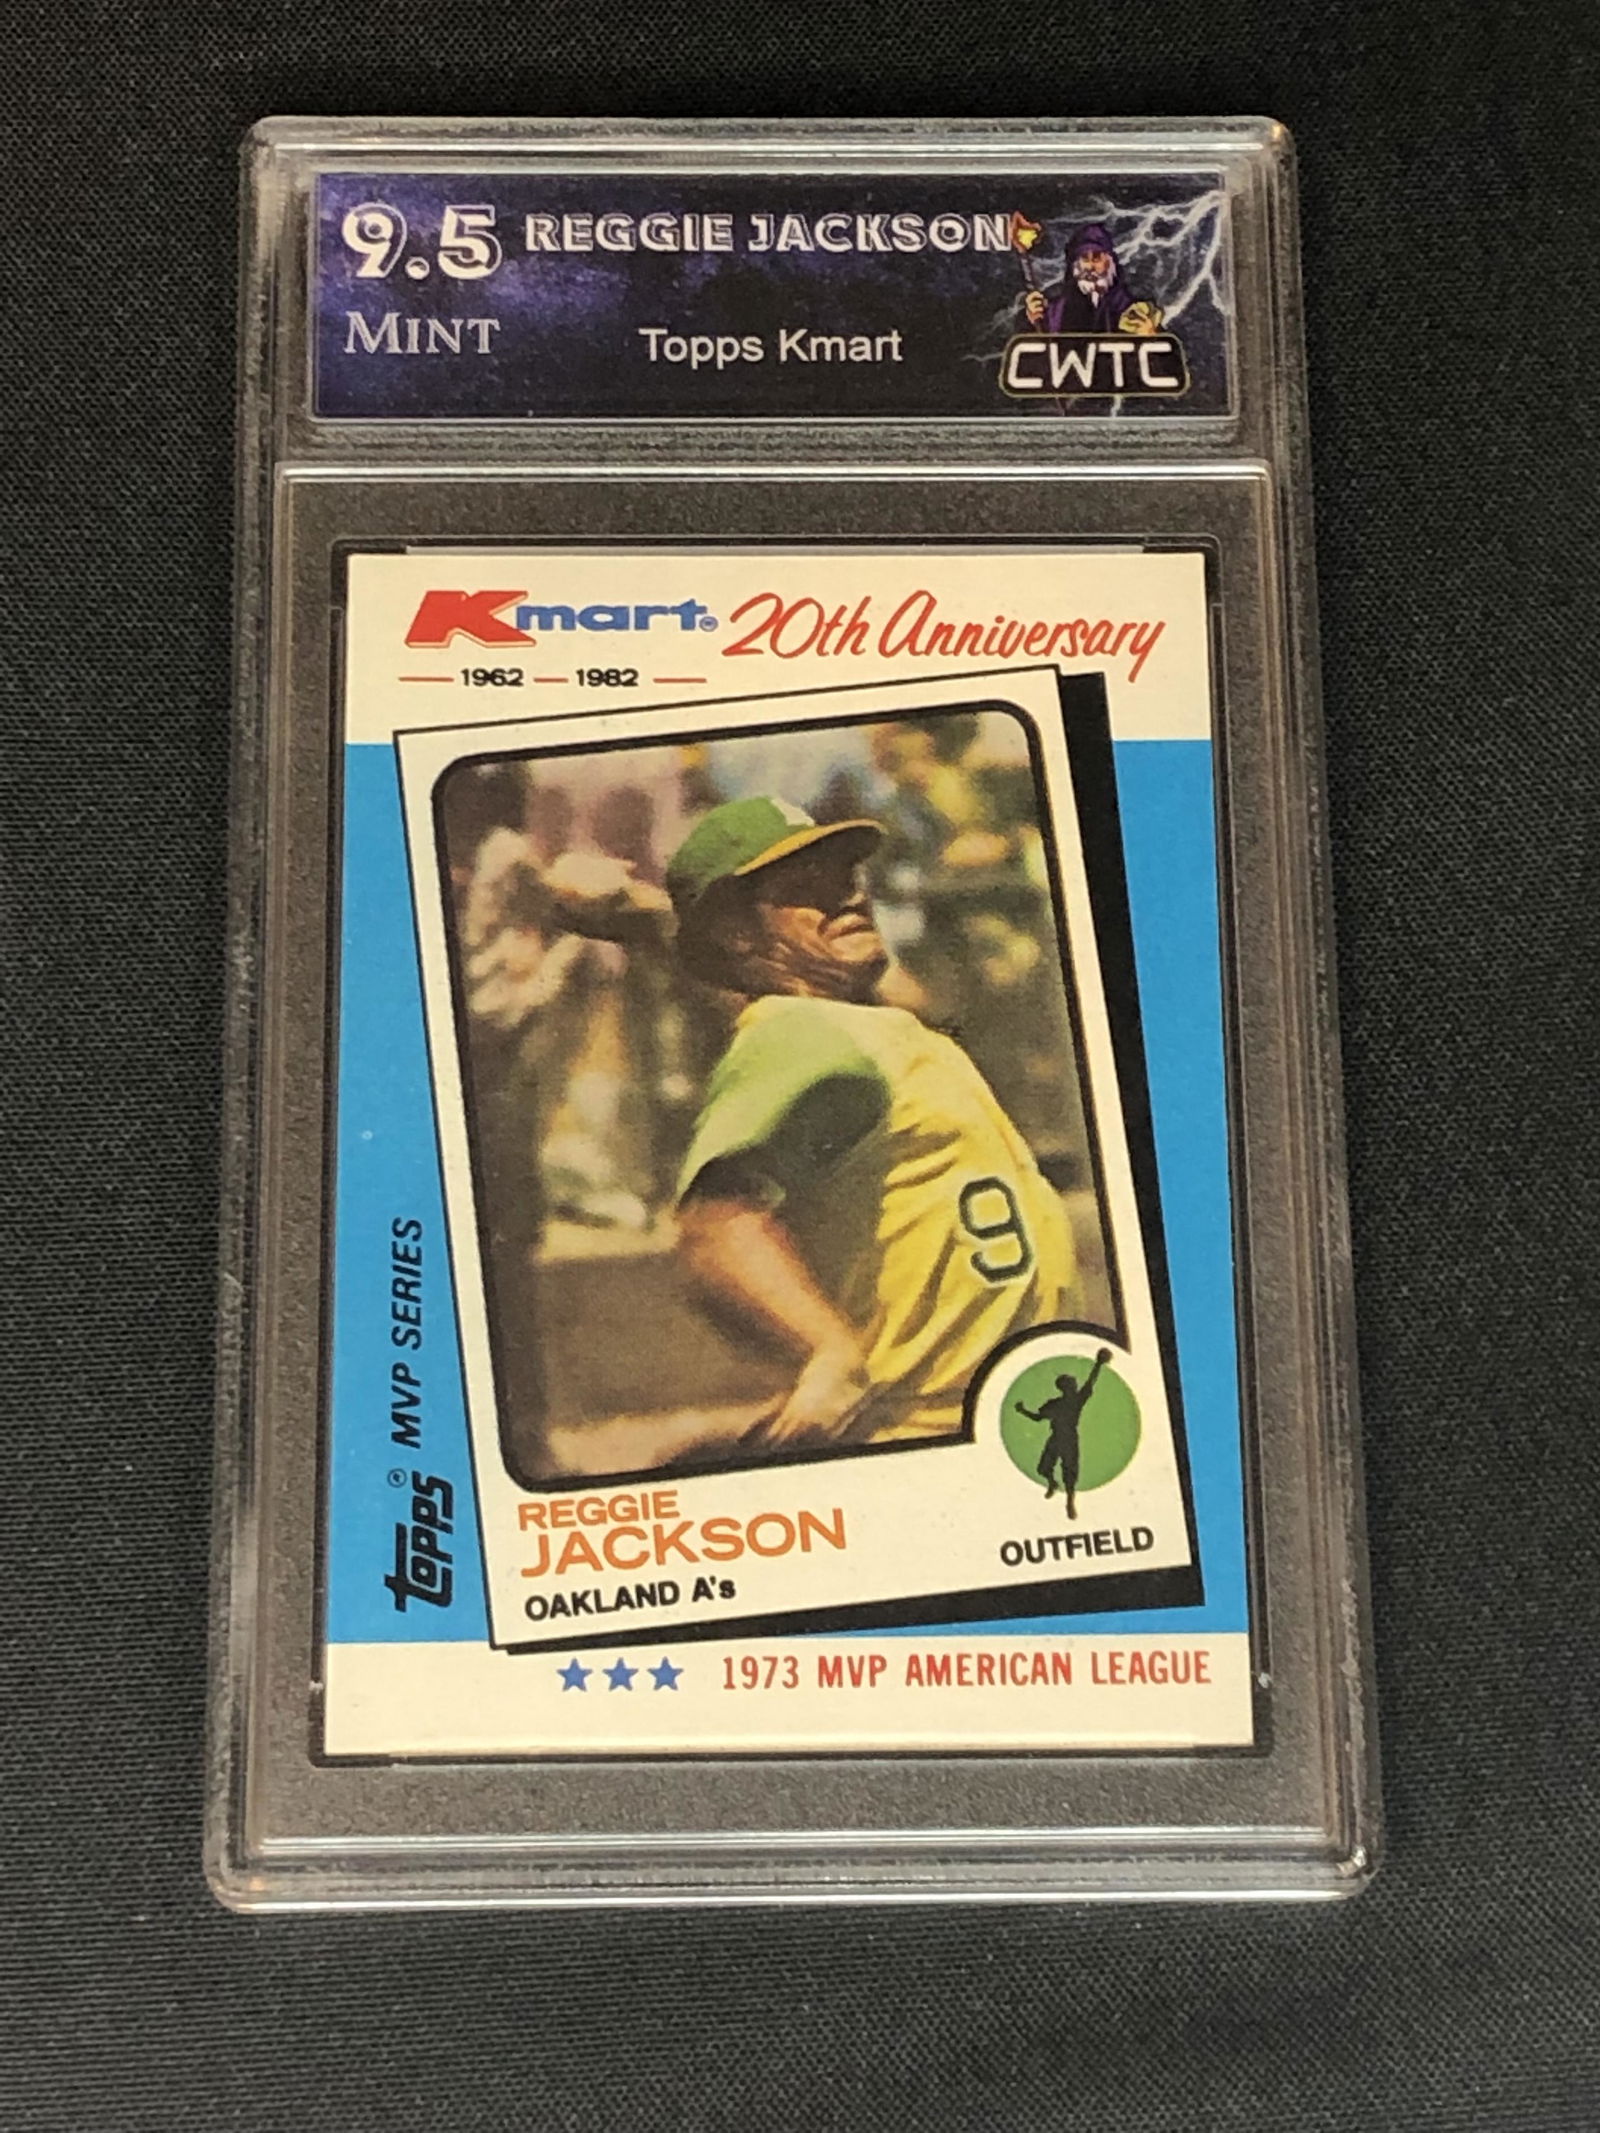 9.5 REGGIE JACKSON
MINT
Topps Kmart
CWTC
Kmart® 20th Anniversary
1962 — 1982
9
Topps® MVP SERIES
REGGIE
JACKSON
OAKLAND A's
OUTFIELD
★★★ 1973 MVP AMERICAN LEAGUE